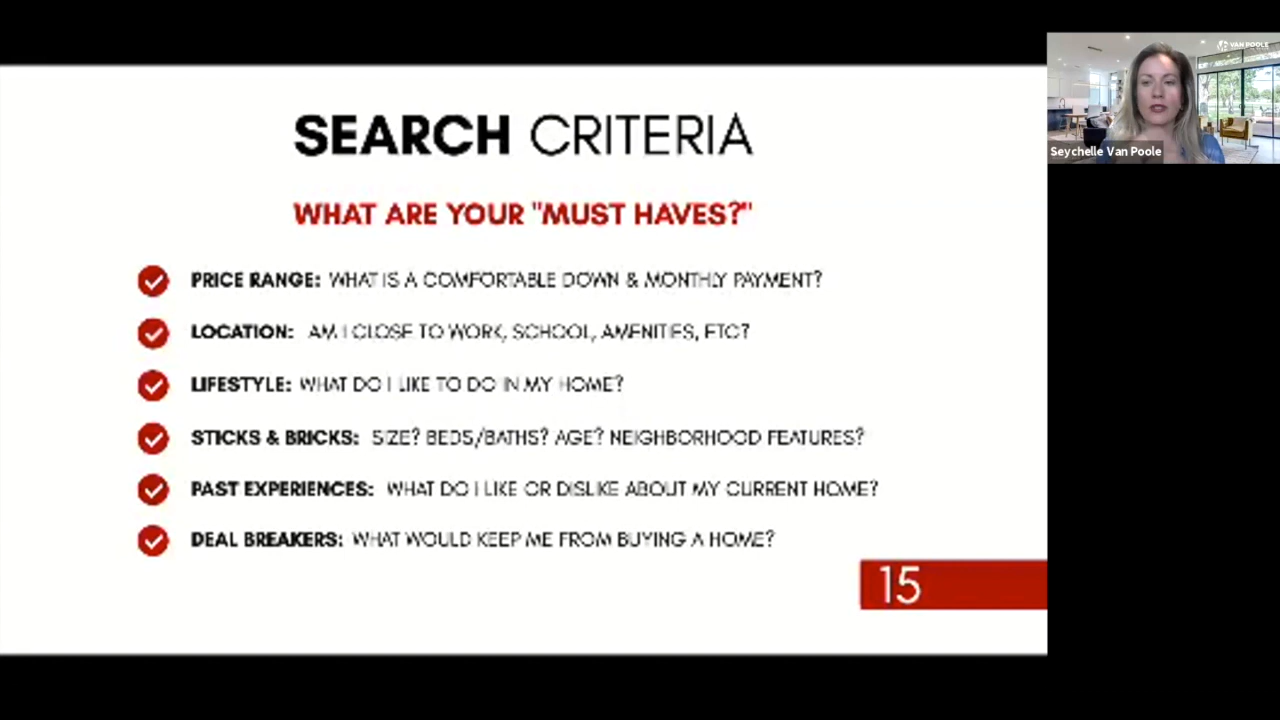 SEARCH CRITERIA
WHAT ARE YOUR "MUST HAVES?"
PRICE RANGE: WHAT IS A COMFORTABLE DOWN & MONTHLY PAYMENT?
LOCATION: AM I CLOSE TO WORK, SCHOOL, AMENITIES, ETC?
LIFESTYLE: WHAT DO I LIKE TO DO IN MY HOME?
STICKS & BRICKS: SIZE? BEDS/BATHS? AGE? NEIGHBORHOOD FEATURES?
PAST EXPERIENCES: WHAT DO I LIKE OR DISLIKE ABOUT MY CURRENT HOME?
DEAL BREAKERS: WHAT WOULD KEEP ME FROM BUYING A HOME?
15
VAN POOLE
Seychelle Van Poole